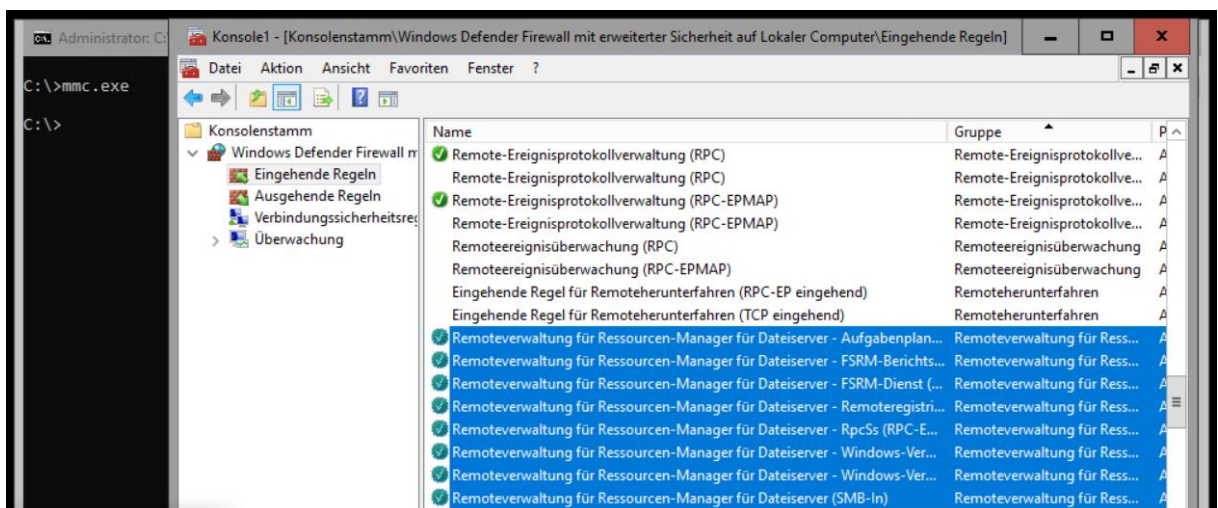 Administrator: C:\
C:\>mmc.exe
C:\>
Konsole1 - [Konsolenstamm\Windows Defender Firewall mit erweiterter Sicherheit auf Lokaler Computer\Eingehende Regeln]
Datei Aktion Ansicht Favoriten Fenster ?
Konsolenstamm
Windows Defender Firewall m
Eingehende Regeln
Ausgehende Regeln
Verbindungssicherheitsreg
Überwachung
Name Gruppe P
Remote-Ereignisprotokollverwaltung (RPC) Remote-Ereignisprotokollve... A
Remote-Ereignisprotokollverwaltung (RPC) Remote-Ereignisprotokollve... A
Remote-Ereignisprotokollverwaltung (RPC-EPMAP) Remote-Ereignisprotokollve... A
Remote-Ereignisprotokollverwaltung (RPC-EPMAP) Remote-Ereignisprotokollve... A
Remoteereignisüberwachung (RPC) Remoteereignisüberwachung A
Remoteereignisüberwachung (RPC-EPMAP) Remoteereignisüberwachung A
Eingehende Regel für Remoteherunterfahren (RPC-EP eingehend) Remoteherunterfahren A
Eingehende Regel für Remoteherunterfahren (TCP eingehend) Remoteherunterfahren A
Remoteverwaltung für Ressourcen-Manager für Dateiserver - Aufgabenplan... Remoteverwaltung für Ress... A
Remoteverwaltung für Ressourcen-Manager für Dateiserver - FSRM-Berichts... Remoteverwaltung für Ress... A
Remoteverwaltung für Ressourcen-Manager für Dateiserver - FSRM-Dienst (... Remoteverwaltung für Ress... A
Remoteverwaltung für Ressourcen-Manager für Dateiserver - Remoteregistri... Remoteverwaltung für Ress... A
Remoteverwaltung für Ressourcen-Manager für Dateiserver - RpcSs (RPC-E... Remoteverwaltung für Ress... A
Remoteverwaltung für Ressourcen-Manager für Dateiserver - Windows-Ver... Remoteverwaltung für Ress... A
Remoteverwaltung für Ressourcen-Manager für Dateiserver - Windows-Ver... Remoteverwaltung für Ress... A
Remoteverwaltung für Ressourcen-Manager für Dateiserver (SMB-In) Remoteverwaltung für Ress... A